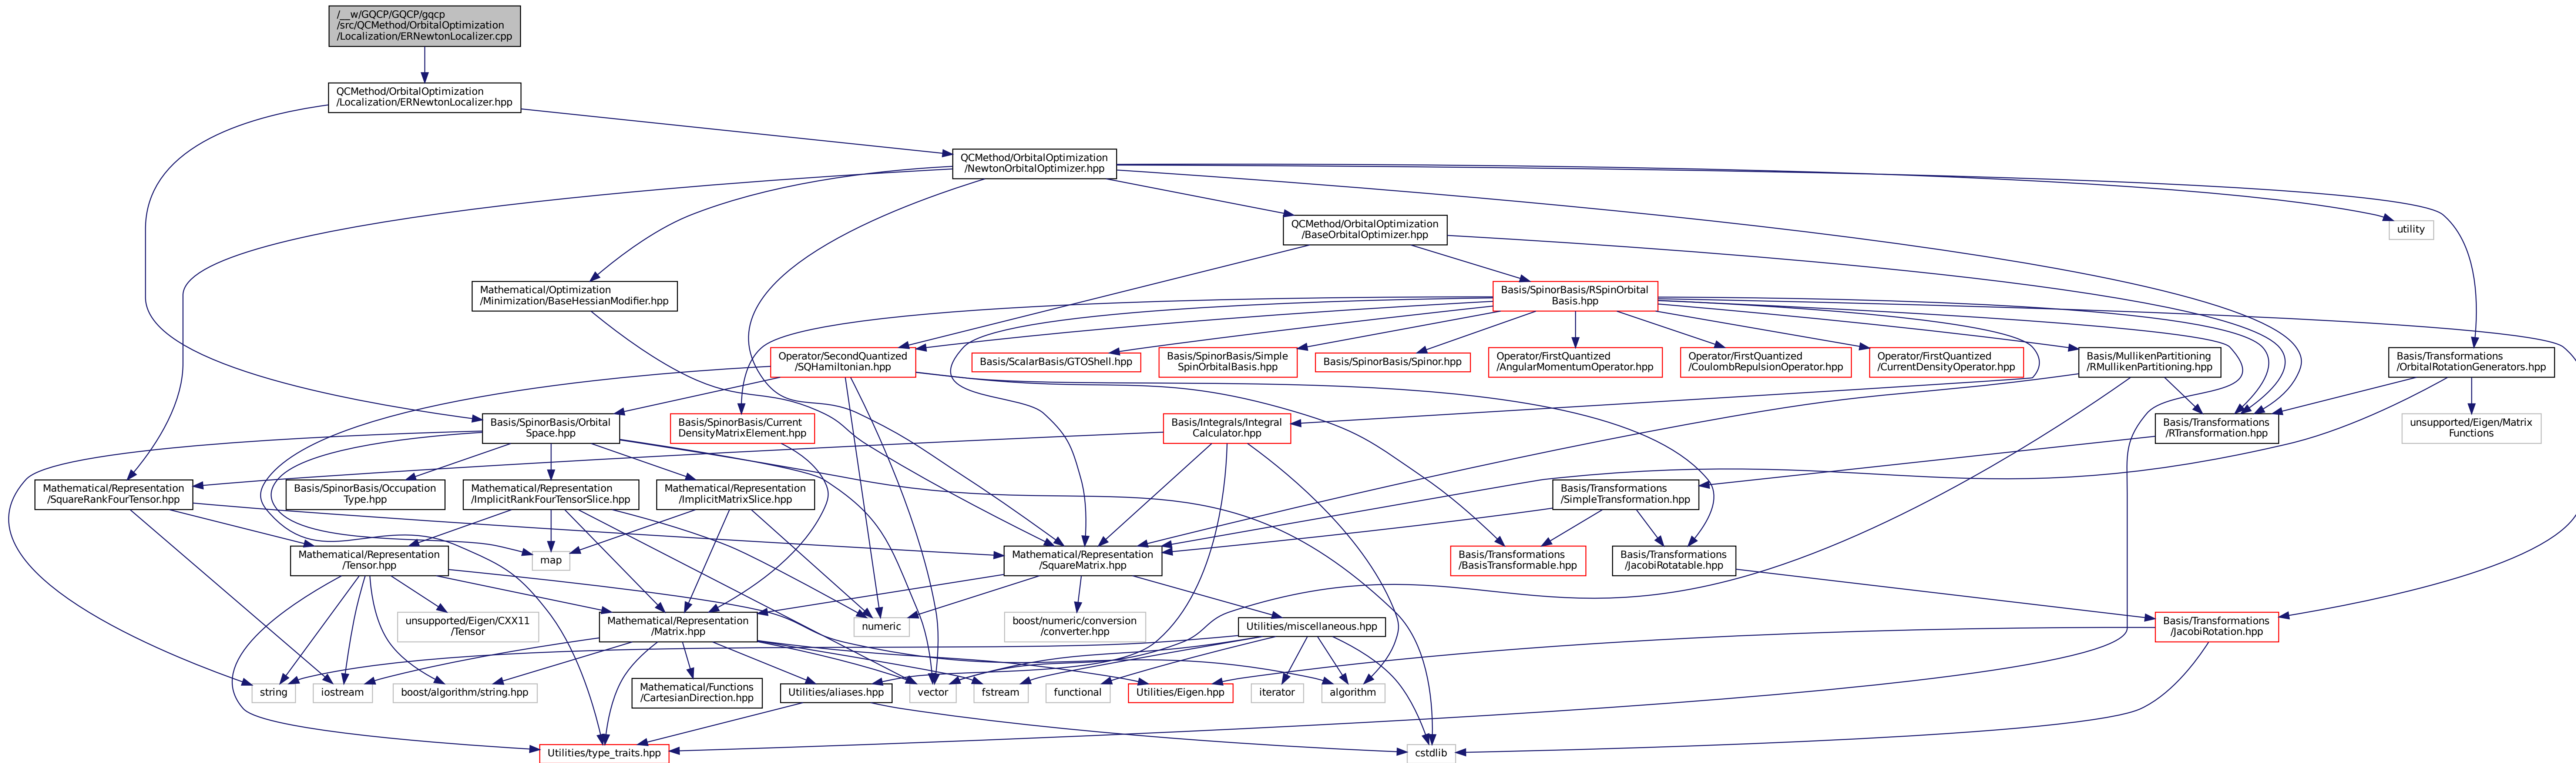 /__w/GQCP/GQCP/gqcp
/src/QCMethod/OrbitalOptimization
/Localization/ERNewtonLocalizer.cpp
QCMethod/OrbitalOptimization
/Localization/ERNewtonLocalizer.hpp
QCMethod/OrbitalOptimization
/NewtonOrbitalOptimizer.hpp
QCMethod/OrbitalOptimization
/BaseOrbitalOptimizer.hpp
utility
Mathematical/Optimization
/Minimization/BaseHessianModifier.hpp
Basis/SpinorBasis/RSpinOrbital
Basis.hpp
Operator/SecondQuantized
/SQHamiltonian.hpp
Basis/ScalarBasis/GTOShell.hpp
Basis/SpinorBasis/Simple
SpinOrbitalBasis.hpp
Basis/SpinorBasis/Spinor.hpp
Operator/FirstQuantized
/AngularMomentumOperator.hpp
Operator/FirstQuantized
/CoulombRepulsionOperator.hpp
Operator/FirstQuantized
/CurrentDensityOperator.hpp
Basis/MullikenPartitioning
/RMullikenPartitioning.hpp
Basis/Transformations
/OrbitalRotationGenerators.hpp
Basis/SpinorBasis/Orbital
Space.hpp
Basis/SpinorBasis/Current
DensityMatrixElement.hpp
Basis/Integrals/Integral
Calculator.hpp
Basis/Transformations
/RTransformation.hpp
unsupported/Eigen/Matrix
Functions
Mathematical/Representation
/SquareRankFourTensor.hpp
Basis/SpinorBasis/Occupation
Type.hpp
Mathematical/Representation
/ImplicitRankFourTensorSlice.hpp
Mathematical/Representation
/ImplicitMatrixSlice.hpp
Basis/Transformations
/SimpleTransformation.hpp
Mathematical/Representation
/Tensor.hpp
map
Mathematical/Representation
/SquareMatrix.hpp
Basis/Transformations
/BasisTransformable.hpp
Basis/Transformations
/JacobiRotatable.hpp
unsupported/Eigen/CXX11
/Tensor
Mathematical/Representation
/Matrix.hpp
numeric
boost/numeric/conversion
/converter.hpp
Utilities/miscellaneous.hpp
Basis/Transformations
/JacobiRotation.hpp
string
iostream
boost/algorithm/string.hpp
Mathematical/Functions
/CartesianDirection.hpp
Utilities/aliases.hpp
vector
fstream
functional
Utilities/Eigen.hpp
iterator
algorithm
Utilities/type_traits.hpp
cstdlib